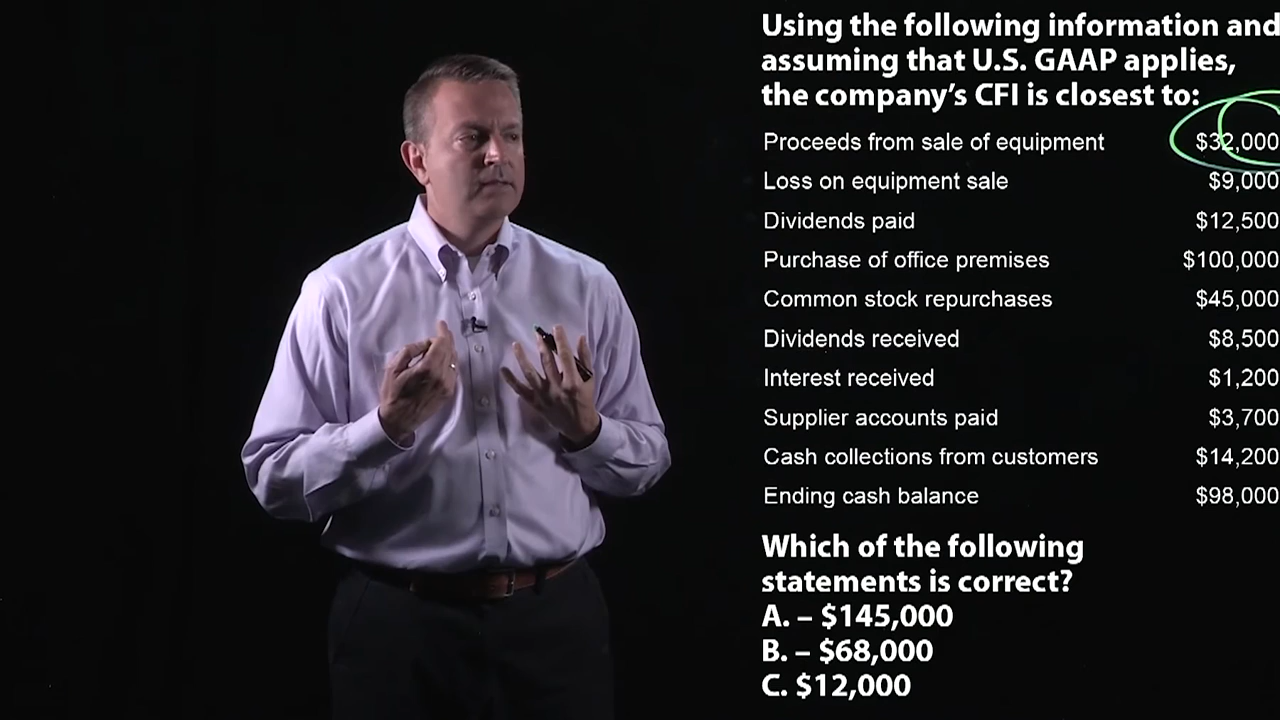 Using the following information and
assuming that U.S. GAAP applies,
the company's CFI is closest to:
Proceeds from sale of equipment $32,000
Loss on equipment sale $9,000
Dividends paid $12,500
Purchase of office premises $100,000
Common stock repurchases $45,000
Dividends received $8,500
Interest received $1,200
Supplier accounts paid $3,700
Cash collections from customers $14,200
Ending cash balance $98,000
Which of the following
statements is correct?
A. – $145,000
B. – $68,000
C. $12,000